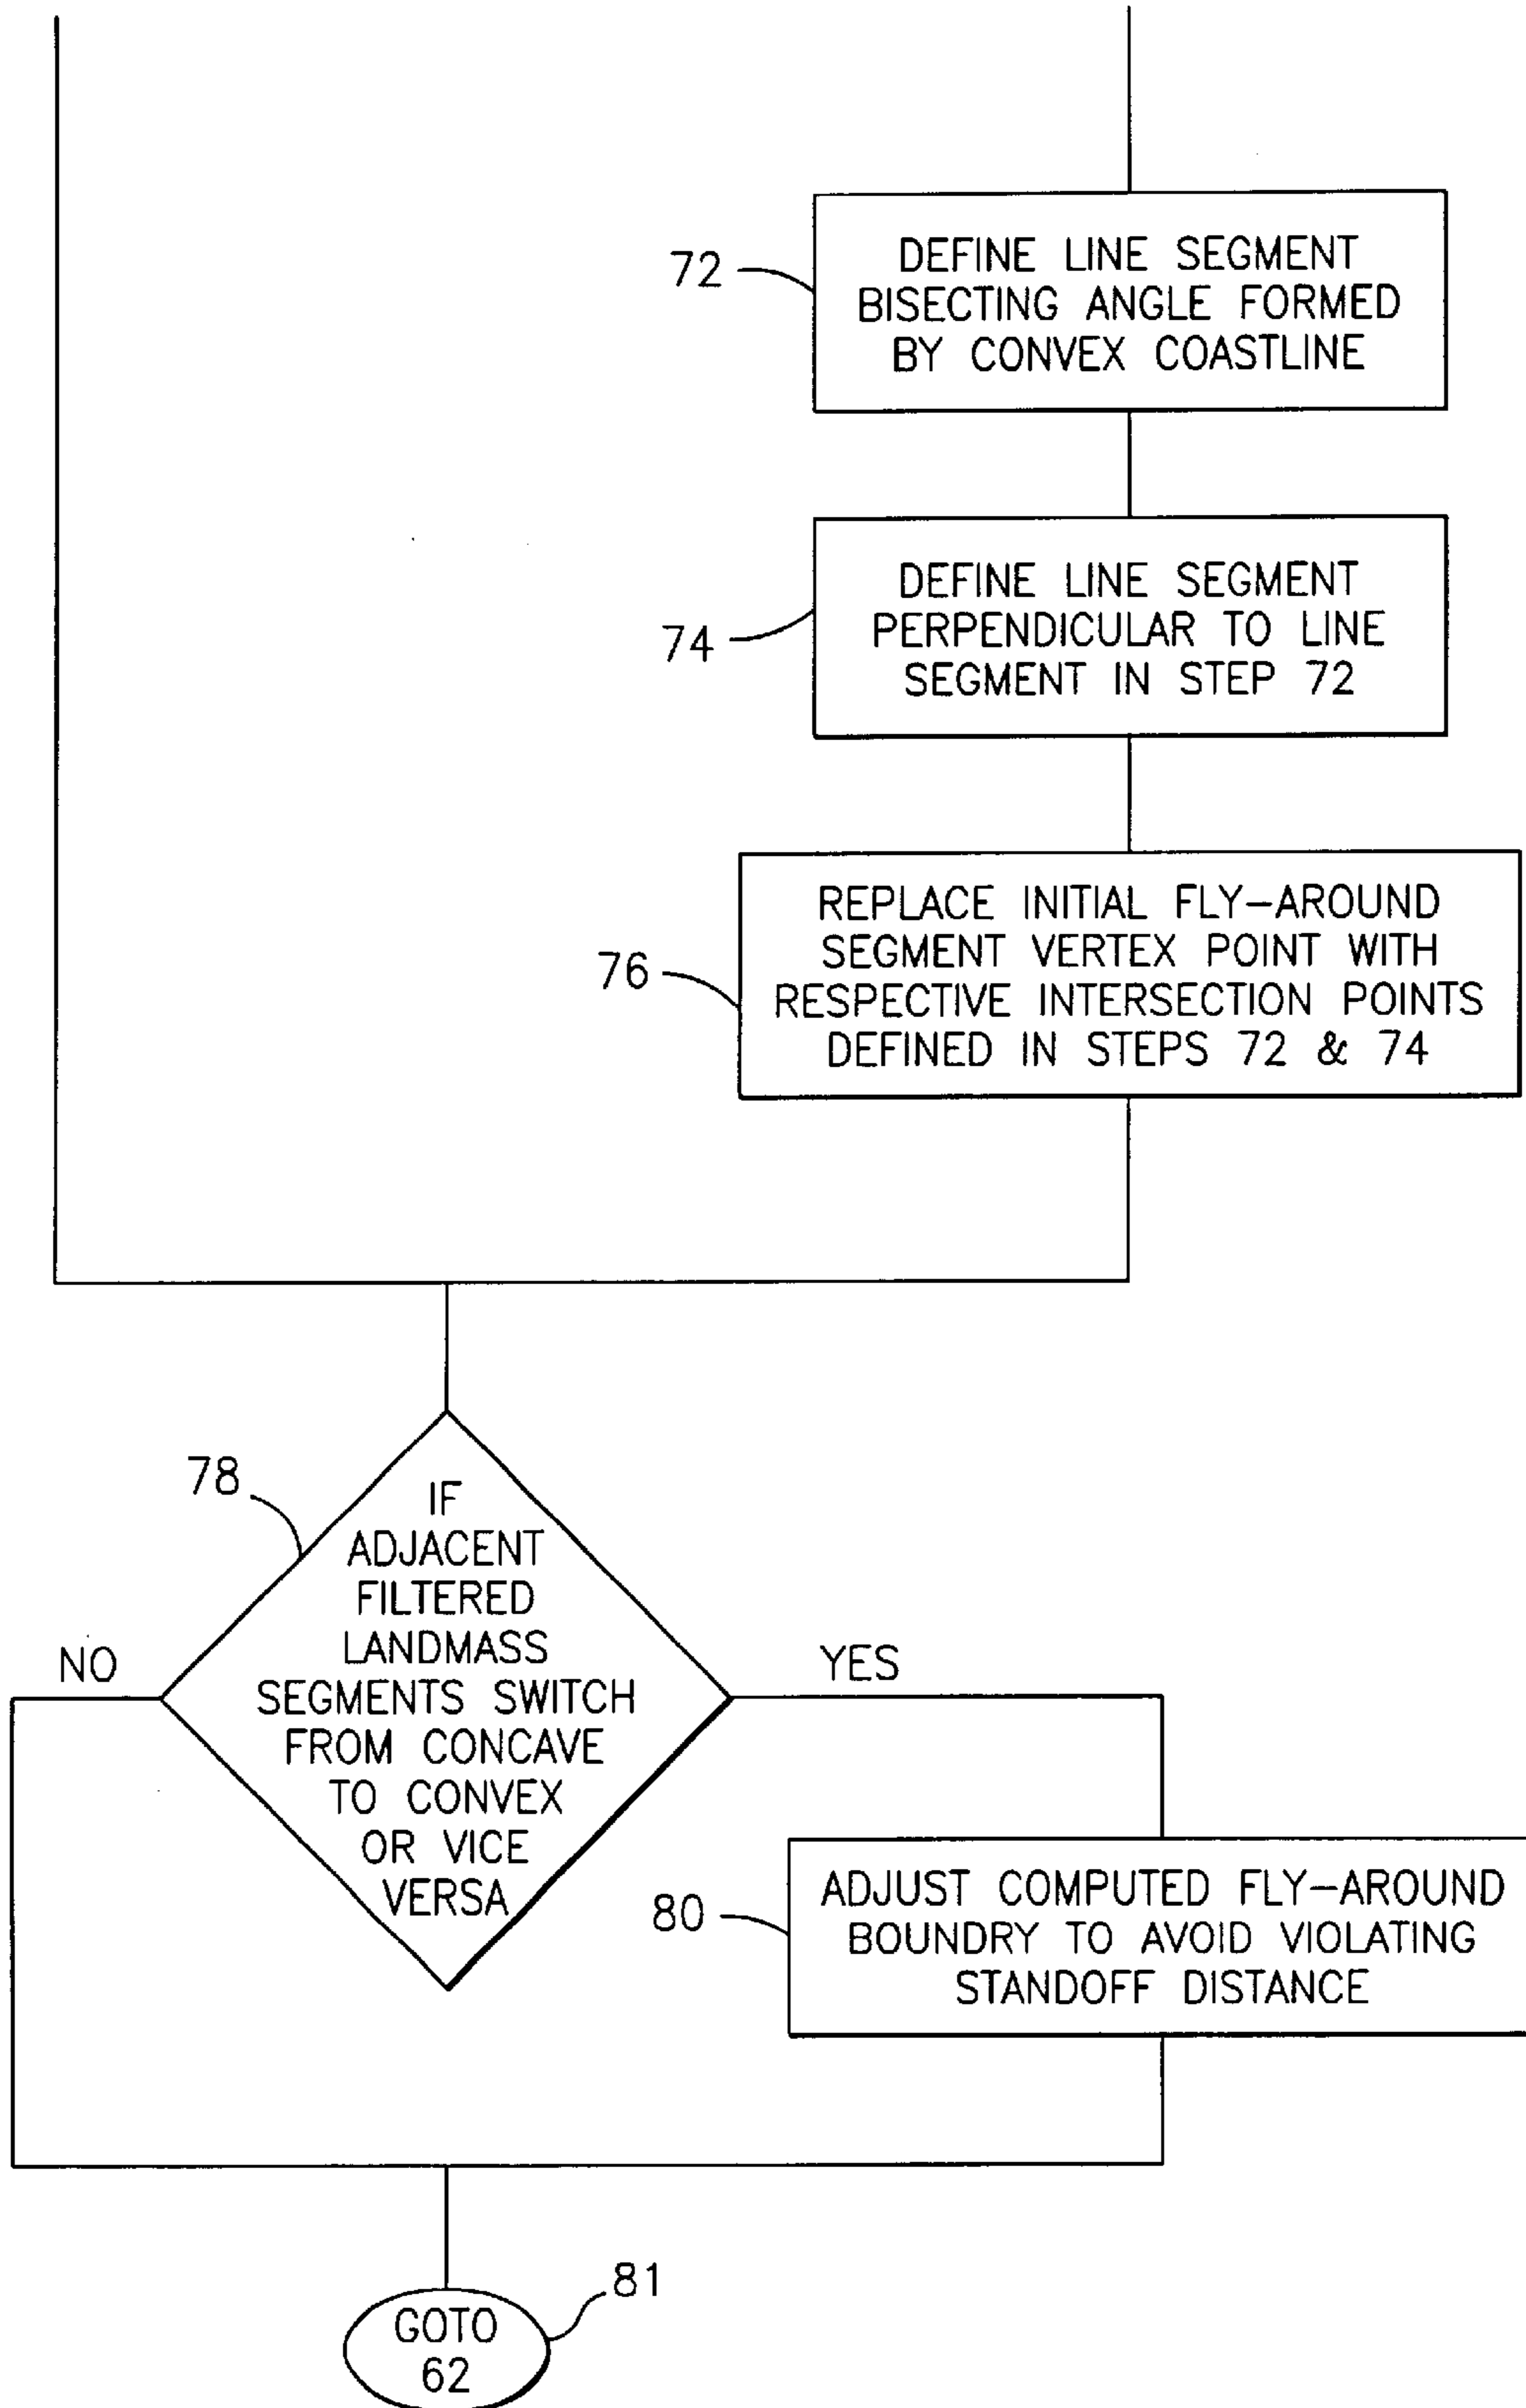 72
DEFINE LINE SEGMENT
BISECTING ANGLE FORMED
BY CONVEX COASTLINE
74
DEFINE LINE SEGMENT
PERPENDICULAR TO LINE
SEGMENT IN STEP 72
76
REPLACE INITIAL FLY-AROUND
SEGMENT VERTEX POINT WITH
RESPECTIVE INTERSECTION POINTS
DEFINED IN STEPS 72 & 74
78
IF
ADJACENT
FILTERED
LANDMASS
SEGMENTS SWITCH
FROM CONCAVE
TO CONVEX
OR VICE
VERSA
NO
YES
80
ADJUST COMPUTED FLY-AROUND
BOUNDRY TO AVOID VIOLATING
STANDOFF DISTANCE
81
GOTO
62